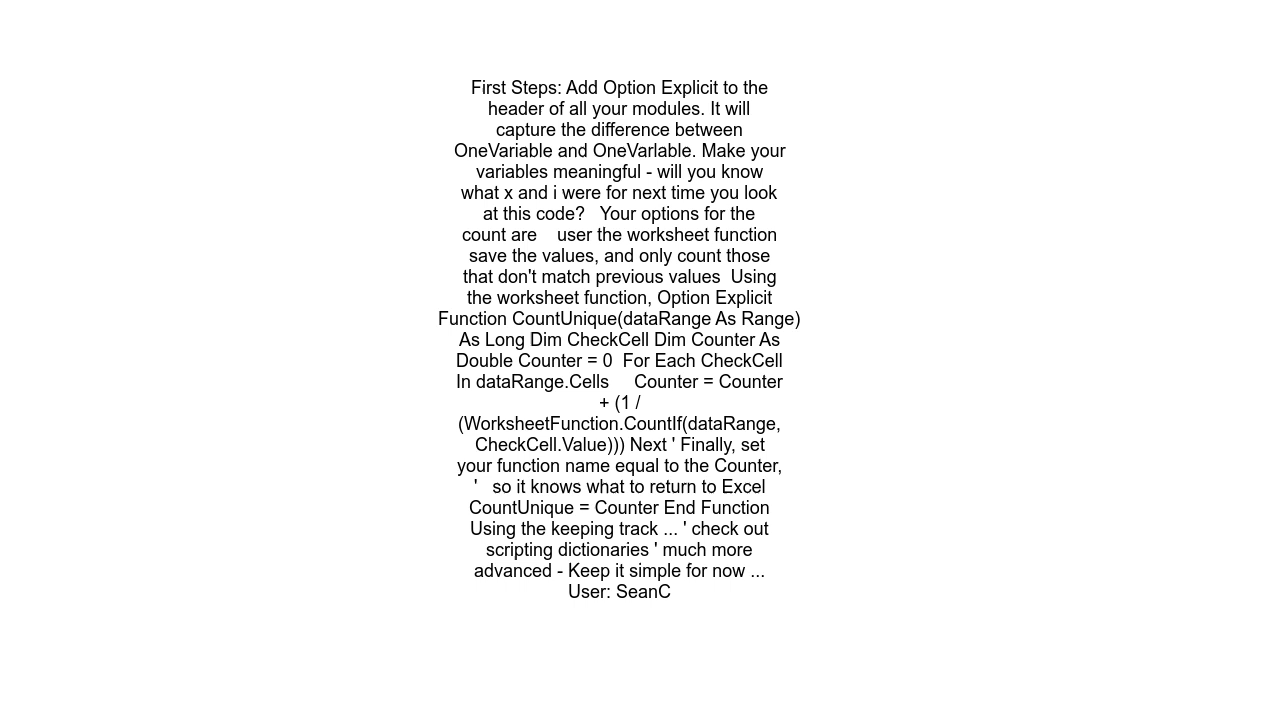 First Steps: Add Option Explicit to the
header of all your modules. It will
capture the difference between
OneVariable and OneVarlable. Make your
variables meaningful - will you know
what x and i were for next time you look
at this code?   Your options for the
count are    user the worksheet function
save the values, and only count those
that don't match previous values  Using
the worksheet function, Option Explicit
Function CountUnique(dataRange As Range)
As Long Dim CheckCell Dim Counter As
Double Counter = 0  For Each CheckCell
In dataRange.Cells     Counter = Counter
+ (1 /
(WorksheetFunction.CountIf(dataRange,
CheckCell.Value))) Next ' Finally, set
your function name equal to the Counter,
'   so it knows what to return to Excel
CountUnique = Counter End Function
Using the keeping track ... ' check out
scripting dictionaries ' much more
advanced - Keep it simple for now ...
User: SeanC